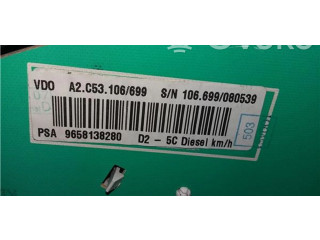 VDO A2.C53.106/699 S/N 106.699/080539
PSA 9658138280 D2 - 5C Diesel km/h
503